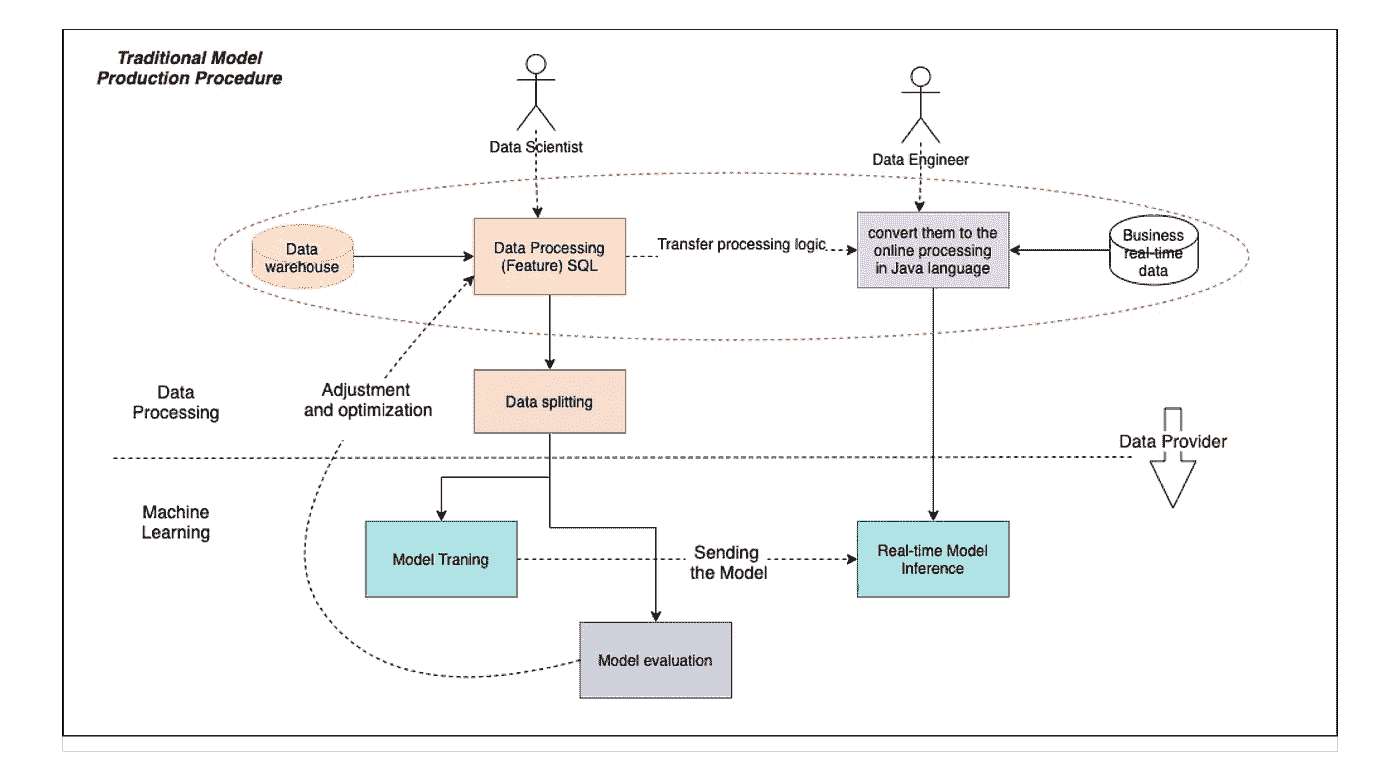 Traditional Model
Production Procedure
Data Scientist
Data Engineer
Data
warehouse
Data Processing
(Feature) SQL
Transfer processing logic
convert them to the
online processing
in Java language
Business
real-time
data
Data
Processing
Adjustment
and optimization
Data splitting
Data Provider
Machine
Learning
Model Traning
Sending
the Model
Real-time Model
Inference
Model evaluation